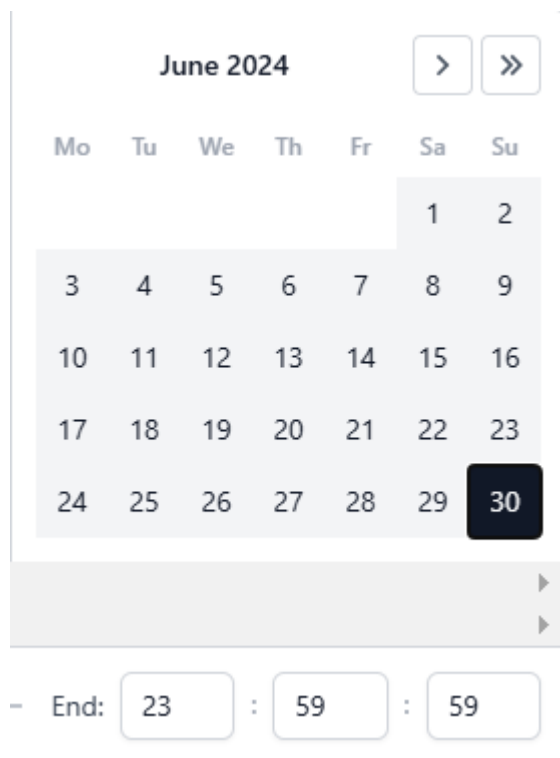 June 2024
Mo Tu We Th Fr Sa Su
1 2
3 4 5 6 7 8 9
10 11 12 13 14 15 16
17 18 19 20 21 22 23
24 25 26 27 28 29 30
– End: 23 : 59 : 59